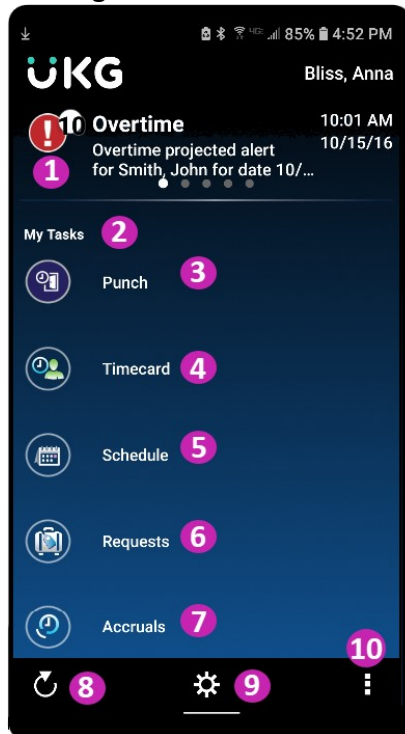 4GE 85% 4:52 PM
UKG
Bliss, Anna
10 Overtime 10:01 AM
Overtime projected alert 10/15/16
for Smith, John for date 10/...
1
My Tasks 2
Punch 3
Timecard 4
Schedule 5
Requests 6
Accruals 7
10
8 9